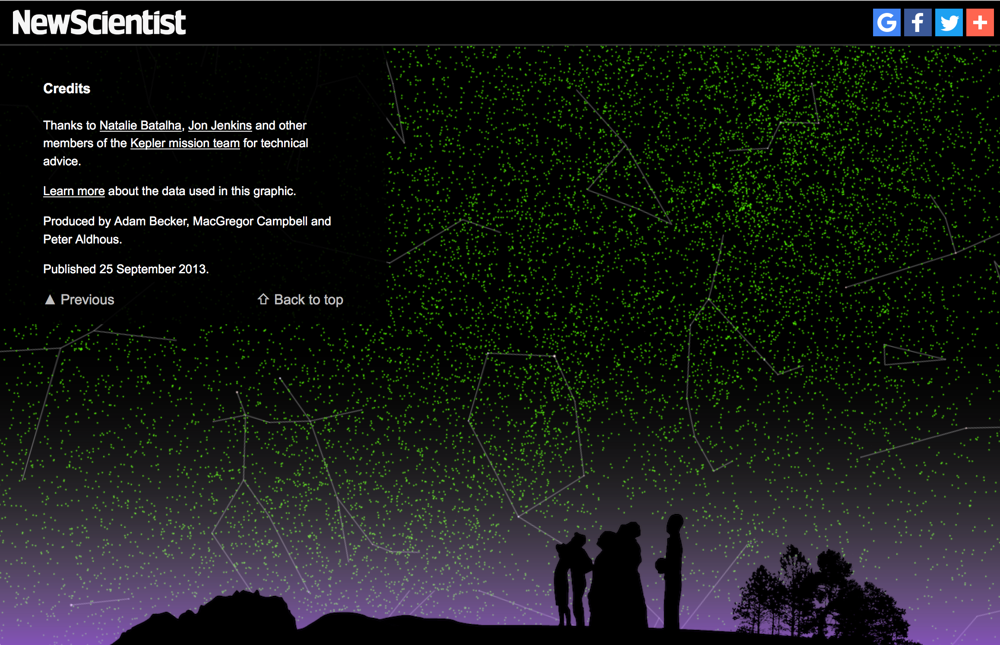 NewScientist
Credits
Thanks to Natalie Batalha, Jon Jenkins and other
members of the Kepler mission team for technical
advice.
Learn more about the data used in this graphic.
Produced by Adam Becker, MacGregor Campbell and
Peter Aldhous.
Published 25 September 2013.
▲ Previous
⇧ Back to top